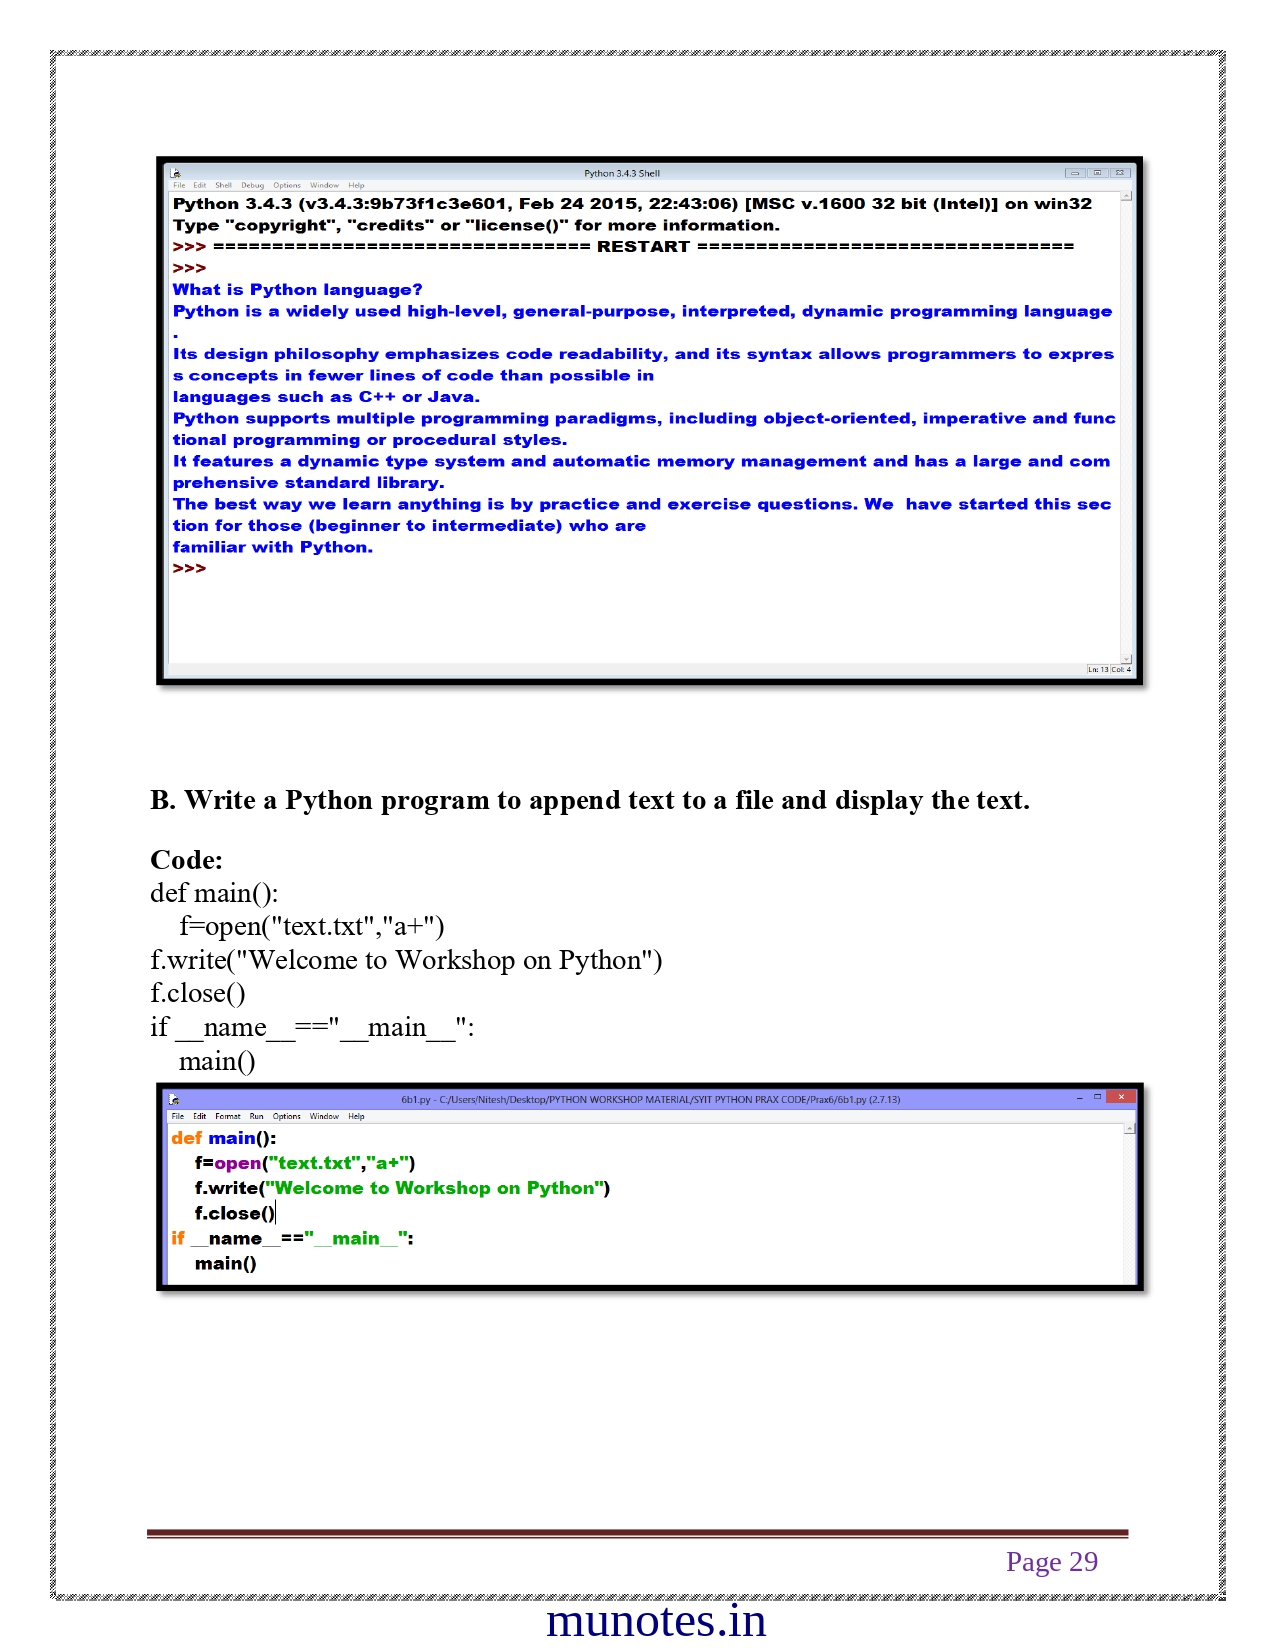 Python 3.4.3 Shell
File Edit Shell Debug Options Window Help
Python 3.4.3 (v3.4.3:9b73f1c3e601, Feb 24 2015, 22:43:06) [MSC v.1600 32 bit (Intel)] on win32
Type "copyright", "credits" or "license()" for more information.
>>> ================================ RESTART ================================
>>>
What is Python language?
Python is a widely used high-level, general-purpose, interpreted, dynamic programming language
.
Its design philosophy emphasizes code readability, and its syntax allows programmers to expres
s concepts in fewer lines of code than possible in
languages such as C++ or Java.
Python supports multiple programming paradigms, including object-oriented, imperative and func
tional programming or procedural styles.
It features a dynamic type system and automatic memory management and has a large and com
prehensive standard library.
The best way we learn anything is by practice and exercise questions. We  have started this sec
tion for those (beginner to intermediate) who are
familiar with Python.
>>>
Ln: 13 Col: 4
B. Write a Python program to append text to a file and display the text.
Code:
def main():
    f=open("text.txt","a+")
f.write("Welcome to Workshop on Python")
f.close()
if __name__=="__main__":
    main()
6b1.py - C:/Users/Nitesh/Desktop/PYTHON WORKSHOP MATERIAL/SYIT PYTHON PRAX CODE/Prax6/6b1.py (2.7.13)
File Edit Format Run Options Window Help
def main():
    f=open("text.txt","a+")
    f.write("Welcome to Workshop on Python")
    f.close()
if __name__=="__main__":
    main()
Page 29
munotes.in